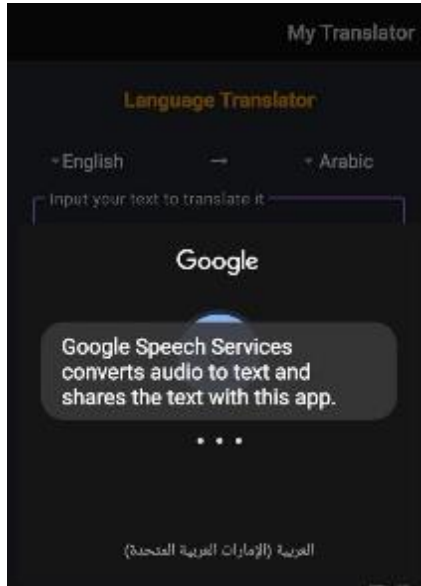 My Translator
Language Translator
English → Arabic
Input your text to translate it
Google
Google Speech Services
converts audio to text and
shares the text with this app.
العربية (الإمارات العربية المتحدة)